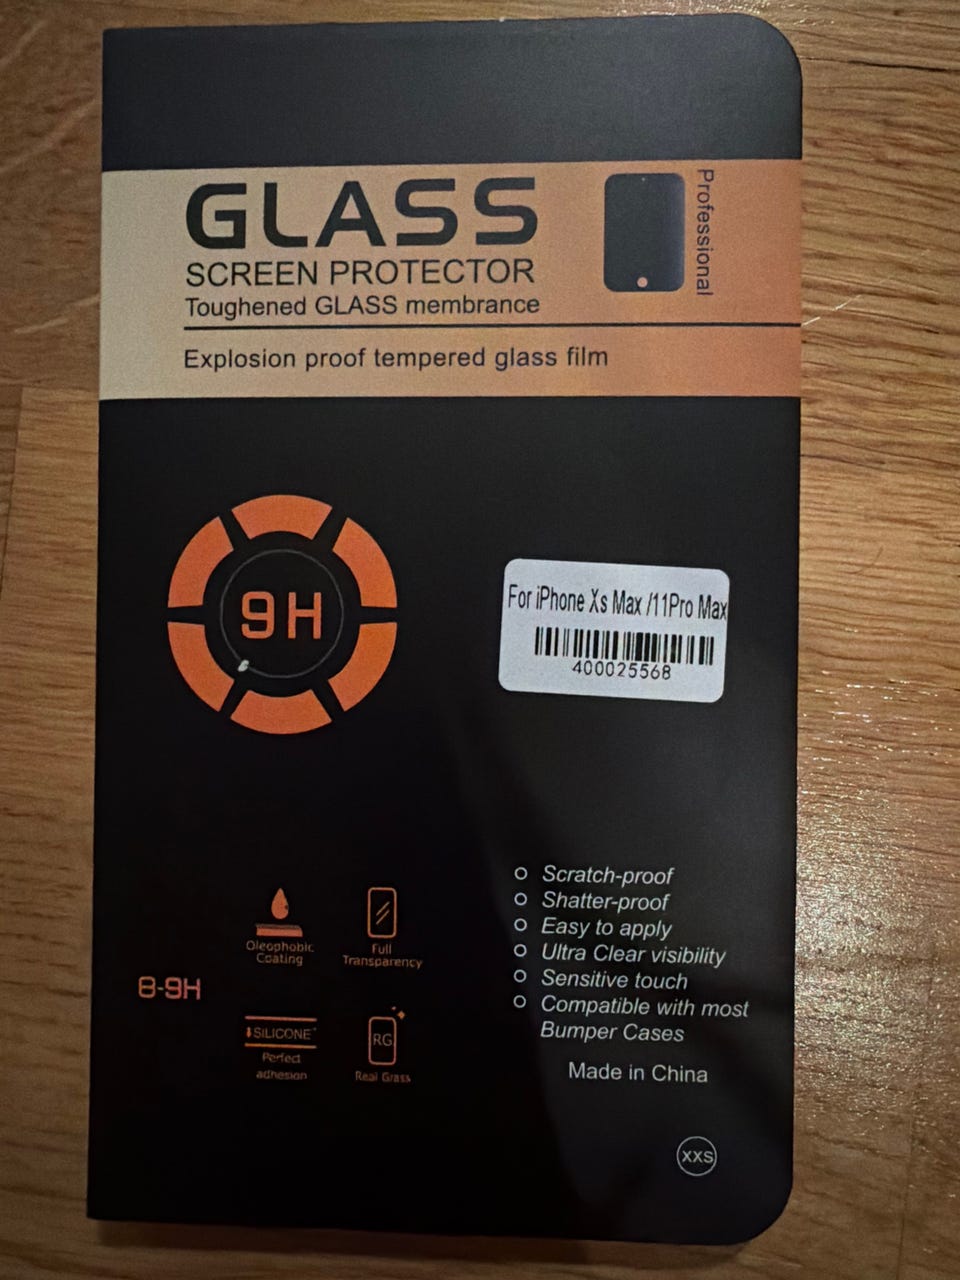 GLASS
SCREEN PROTECTOR
Toughened GLASS membrance
Explosion proof tempered glass film
Professional
9H
For iPhone Xs Max /11Pro Max
400025568
Oleophobic
Coating
Full
Transparency
8-9H
SILICONE+
Perfect
adhesion
RG
Real Grass
Scratch-proof
Shatter-proof
Easy to apply
Ultra Clear visibility
Sensitive touch
Compatible with most
Bumper Cases
Made in China
XXS